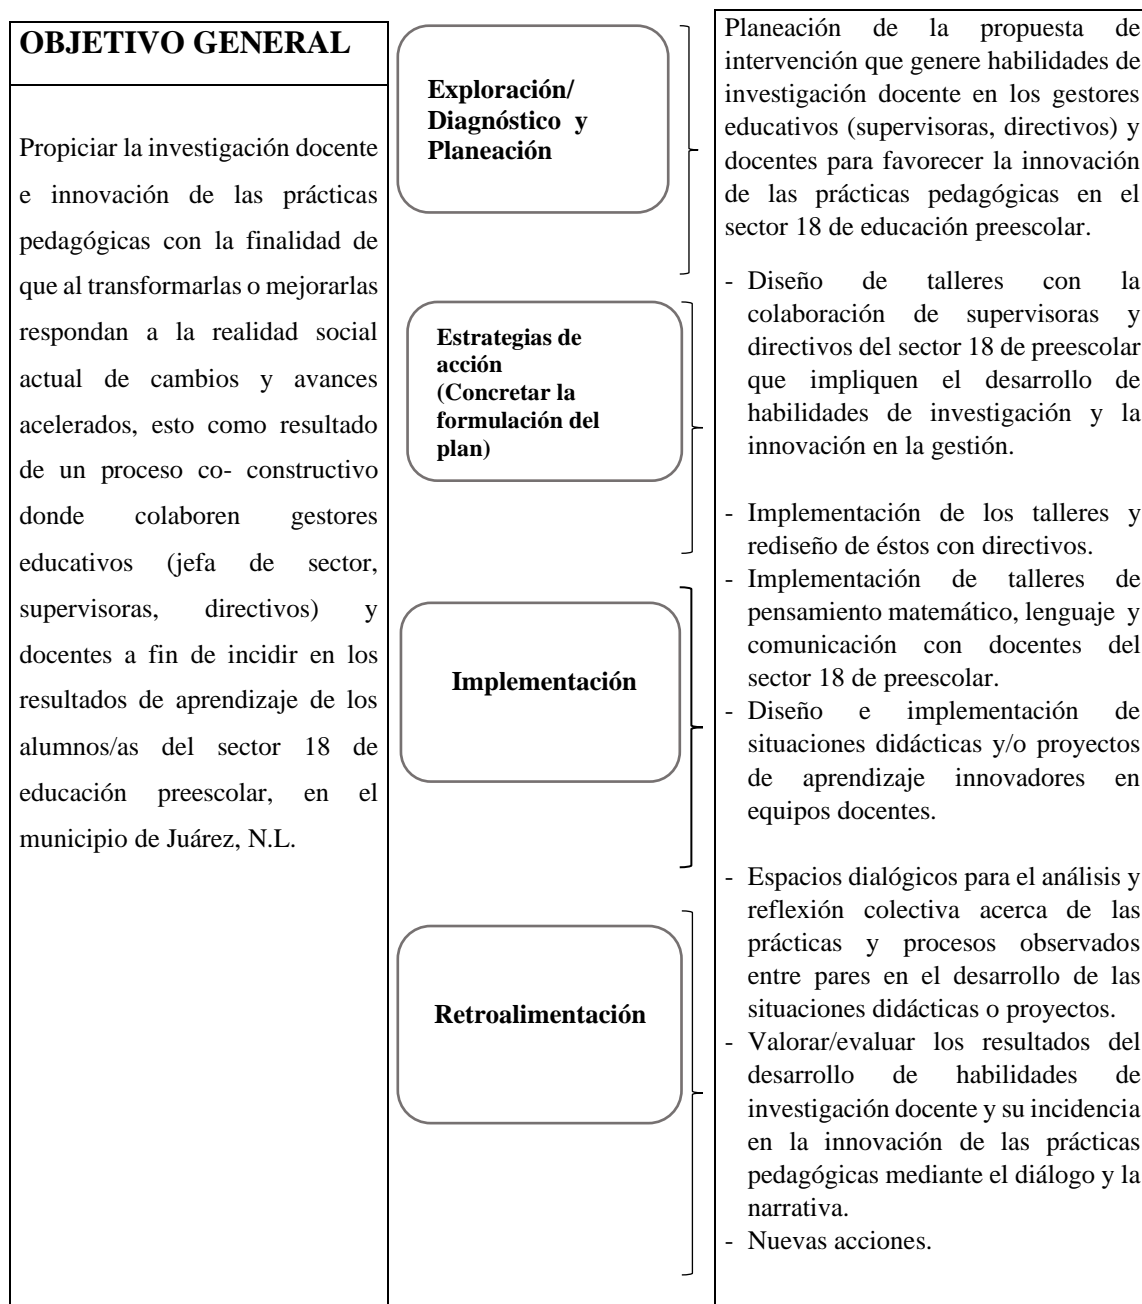 OBJETIVO GENERAL
Propiciar la investigación docente
e innovación de las prácticas
pedagógicas con la finalidad de
que al transformarlas o mejorarlas
respondan a la realidad social
actual de cambios y avances
acelerados, esto como resultado
de un proceso co- constructivo
donde colaboren gestores
educativos (jefa de sector,
supervisoras, directivos) y
docentes a fin de incidir en los
resultados de aprendizaje de los
alumnos/as del sector 18 de
educación preescolar, en el
municipio de Juárez, N.L.
Exploración/
Diagnóstico y
Planeación
Planeación de la propuesta de
intervención que genere habilidades de
investigación docente en los gestores
educativos (supervisoras, directivos) y
docentes para favorecer la innovación
de las prácticas pedagógicas en el
sector 18 de educación preescolar.
Estrategias de
acción
(Concretar la
formulación del
plan)
- Diseño de talleres con la
colaboración de supervisoras y
directivos del sector 18 de preescolar
que impliquen el desarrollo de
habilidades de investigación y la
innovación en la gestión.
Implementación
- Implementación de los talleres y
rediseño de éstos con directivos.
- Implementación de talleres de
pensamiento matemático, lenguaje y
comunicación con docentes del
sector 18 de preescolar.
- Diseño e implementación de
situaciones didácticas y/o proyectos
de aprendizaje innovadores en
equipos docentes.
Retroalimentación
- Espacios dialógicos para el análisis y
reflexión colectiva acerca de las
prácticas y procesos observados
entre pares en el desarrollo de las
situaciones didácticas o proyectos.
- Valorar/evaluar los resultados del
desarrollo de habilidades de
investigación docente y su incidencia
en la innovación de las prácticas
pedagógicas mediante el diálogo y la
narrativa.
- Nuevas acciones.